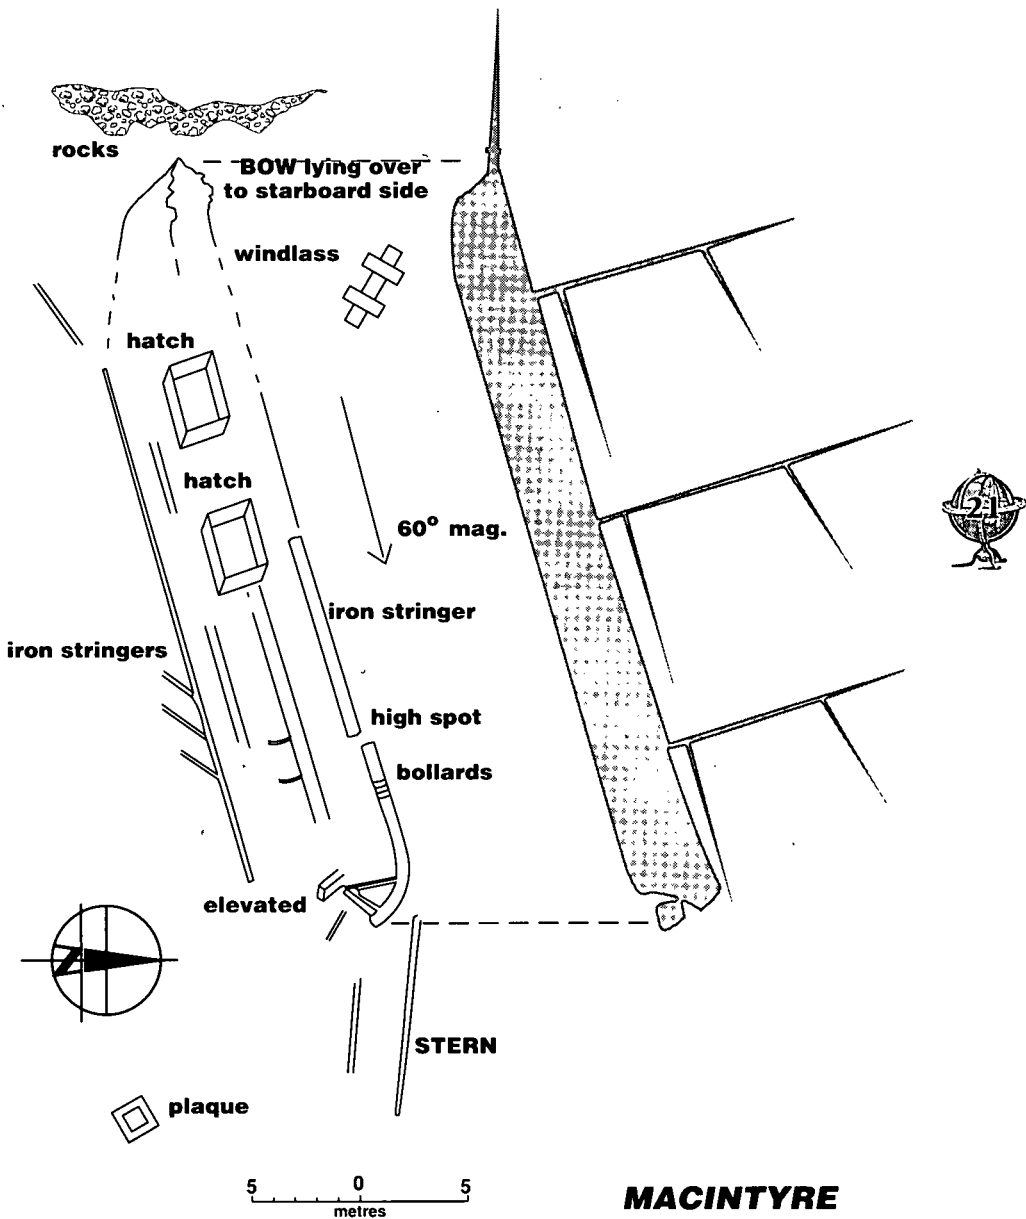 rocks
BOW lying over
to starboard side
windlass
hatch
hatch
21
60° mag.
iron stringer
iron stringers
high spot
bollards
elevated
N
STERN
plaque
5 0 5
metres
MACINTYRE